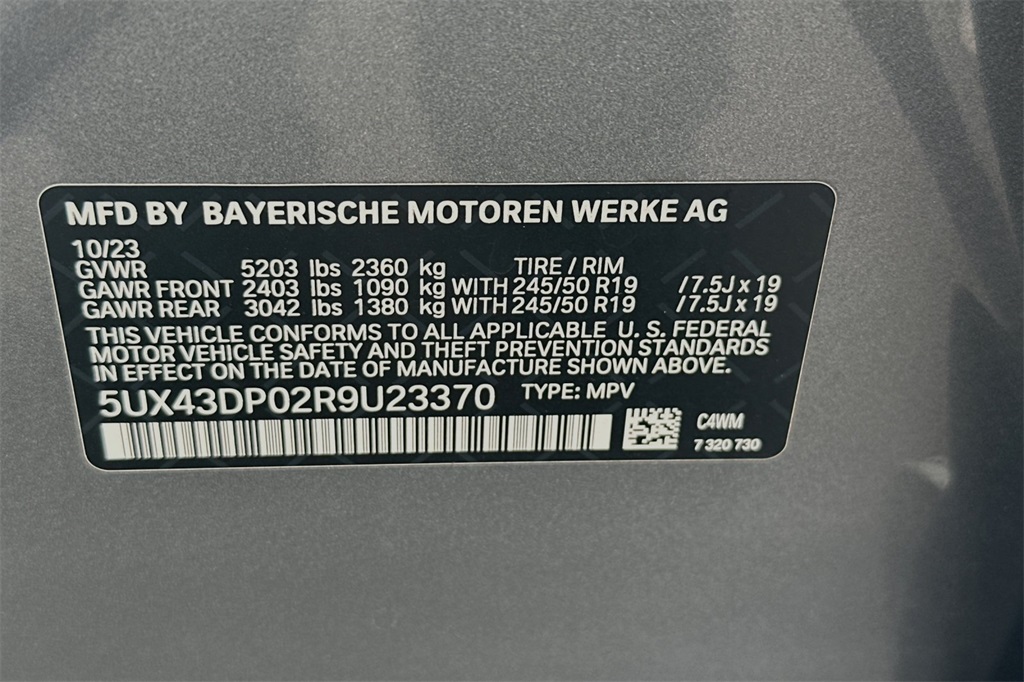 MFD BY BAYERISCHE MOTOREN WERKE AG
10/23
GVWR 5203 lbs 2360 kg TIRE / RIM
GAWR FRONT 2403 lbs 1090 kg WITH 245/50 R19 /7.5J x 19
GAWR REAR 3042 lbs 1380 kg WITH 245/50 R19 /7.5J x 19
THIS VEHICLE CONFORMS TO ALL APPLICABLE U. S. FEDERAL
MOTOR VEHICLE SAFETY AND THEFT PREVENTION STANDARDS
IN EFFECT ON THE DATE OF MANUFACTURE SHOWN ABOVE.
5UX43DP02R9U23370 TYPE: MPV
C4WM
7 320 730